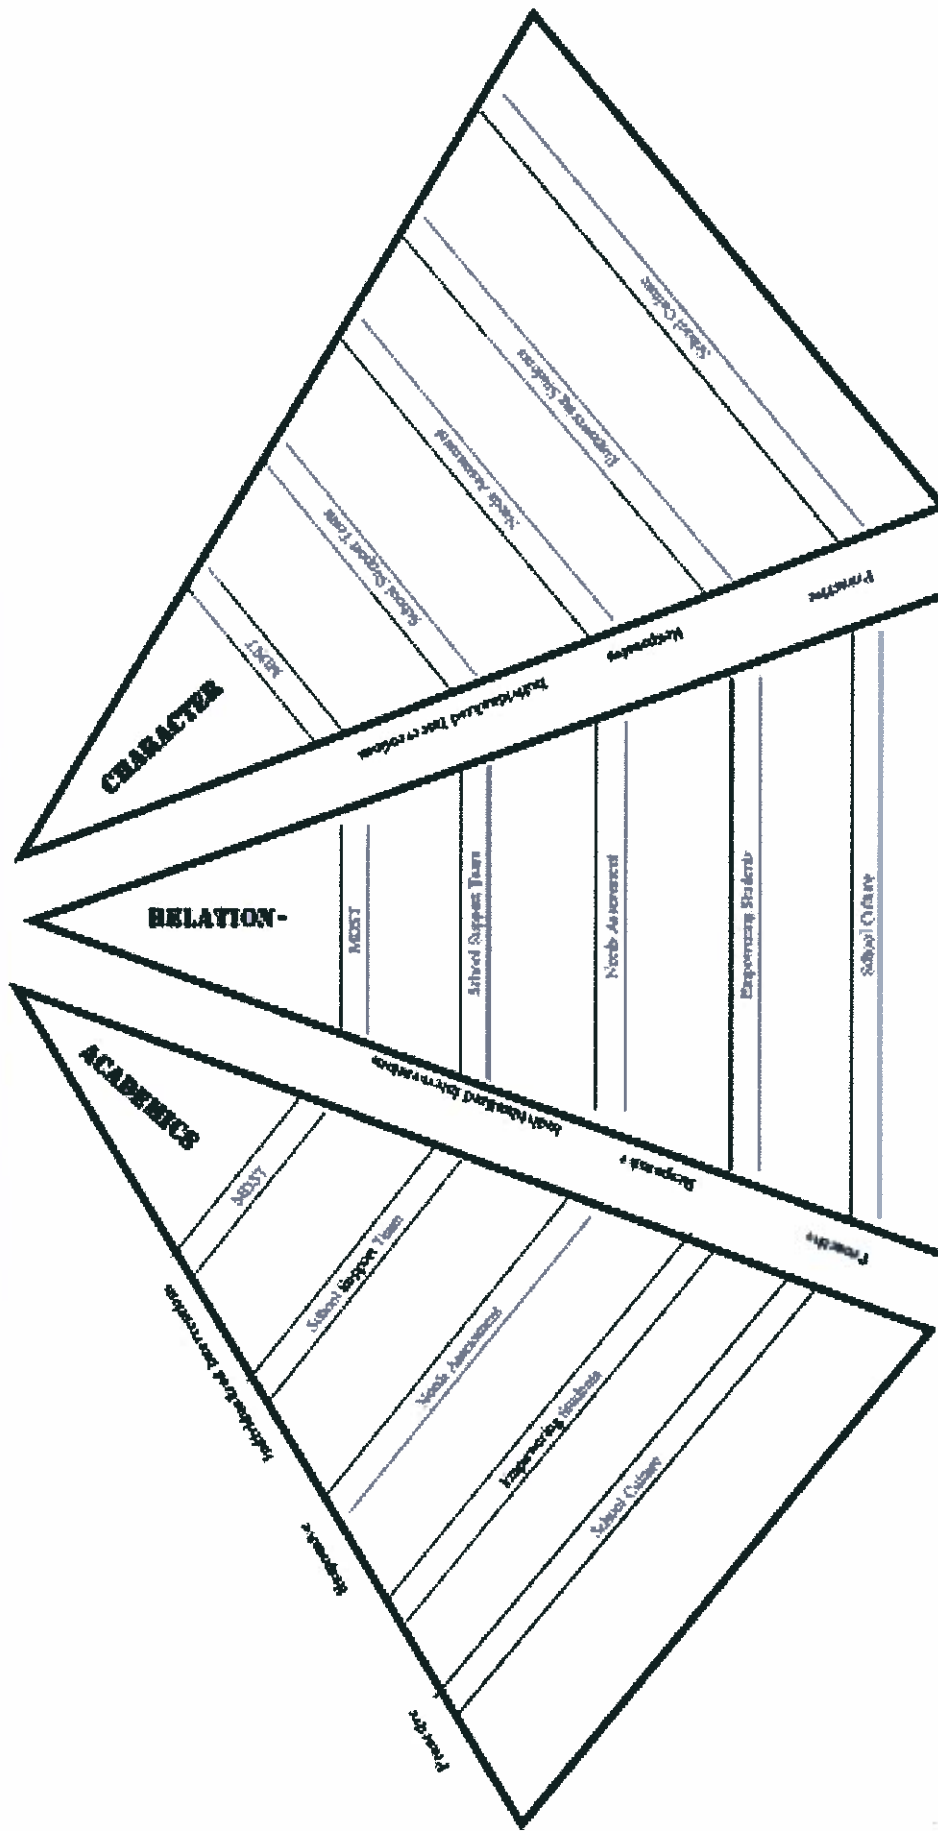 CHARACTER
MDST
School Support Team
Needs Assessment
Empowering Students
School Culture
Individualized Interventions
Responsive
Proactive
RELATION-
MDST
School Support Team
Needs Assessment
Empowering Students
School Culture
Individualized Interventions
Responsive
Proactive
ACADEMICS
MDST
School Support Team
Needs Assessment
Empowering Students
School Culture
Individualized Interventions
Responsive
Proactive